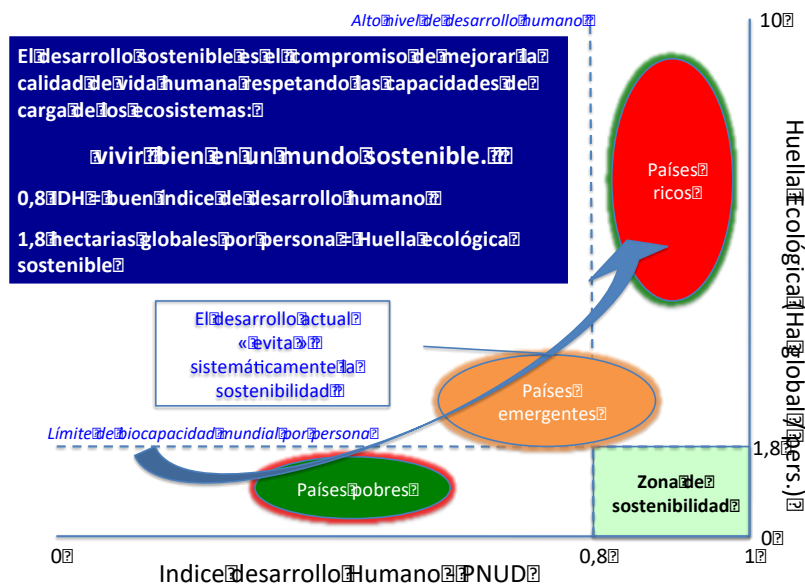 Alto nivel de desarrollo humano
10
El desarrollo sostenible es el compromiso de mejorar la
calidad de vida humana respetando las capacidades de
carga de los ecosistemas:
vivir bien en un mundo sostenible.
0,8 IDH = buen índice de desarrollo humano
1,8 hectarias globales por persona = Huella ecológica
sostenible
Países
ricos
Huella Ecológica (Ha global / pers.)
El desarrollo actual
« evita »
sistemáticamente la
sostenibilidad
Países
emergentes
Límite de biocapacidad mundial por persona
1,8
Países pobres
Zona de
sostenibilidad
0
0
0,8
1
Indice desarrollo Humano - PNUD